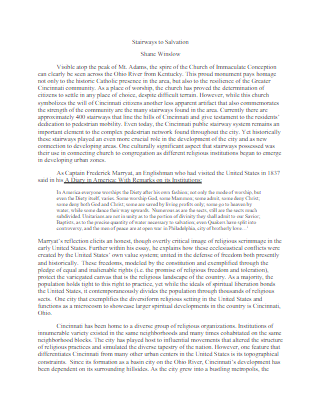 Stairways to Salvation
Shane Winslow
Visible atop the peak of Mt. Adams, the spire of the Church of Immaculate Conception
can clearly be seen across the Ohio River from Kentucky. This proud monument pays homage
not only to the historic Catholic presence in the area, but also to the resilience of the Greater
Cincinnati community. As a place of worship, the church has proved the determination of
citizens to settle in any place of choice, despite difficult terrain. However, while this church
symbolizes the will of Cincinnati citizens another less apparent artifact that also commemorates
the strength of the community are the many stairways found in the area. Currently there are
approximately 400 stairways that line the hills of Cincinnati and give testament to the residents'
dedication to pedestrian mobility. Even today, the Cincinnati public stairway system remains an
important element to the complex pedestrian network found throughout the city. Yet historically
these stairways played an even more crucial role in the development of the city and as new
connection to developing areas. One culturally significant aspect that stairways possessed was
their use in connecting church to congregation as different religious institutions began to emerge
in developing urban zones.
As Captain Frederick Marryat, an Englishman who had visited the United States in 1837
said in his A Diary in America: With Remarks on its Institutions:
In America everyone worships the Diety after his own fashion, not only the mode of worship, but
even the Diety itself, varies. Some worship God, some Mammon; some admit, some deny Christ;
some deny both God and Christ; some are saved by living profits only, some go to heaven by
water, while some dance their way upwards. Numerous as are the sects, still are the sects much
subdivided. Unitarians are not in unity as to the portion of divinity they shall admit to our Savior;
Baptists, as to the precise quantity of water necessary to salvation; even Quakers have split into
controversy, and the men of peace are at open war in Philadelphia, city of brotherly love…"
Marryat's reflection elicits an honest, though overtly critical image of religious scrimmage in the
early United States. Further within his essay, he explains how these ecclesiastical conflicts were
created by the United States' own value system, united in the defense of freedom both presently
and historically. These freedoms, modeled by the constitution and exemplified through the
pledge of equal and inalienable rights (i.e. the promise of religious freedom and toleration),
protect the variegated canvas that is the religious landscape of the country. As a majority, the
population holds tight to this right to practice, yet while the ideals of spiritual liberation bonds
the United States, it contemporaneously divides the population through thousands of religious
sects. One city that exemplifies the diversiform religious setting in the United States and
functions as a microcosm to showcase larger spiritual developments in the country is Cincinnati,
Ohio.
Cincinnati has been home to a diverse group of religious organizations. Institutions of
innumerable variety existed in the same neighborhoods and many times cohabitated on the same
neighborhood blocks. The city has played host to influential movements that altered the structure
of religious practices and simulated the diverse tapestry of the nation. However, one feature that
differentiates Cincinnati from many other urban centers in the United States is its topographical
constraints. Since its formation as a basin city on the Ohio River, Cincinnati's development has
been dependent on its surrounding hillsides. As the city grew into a bustling metropolis, the